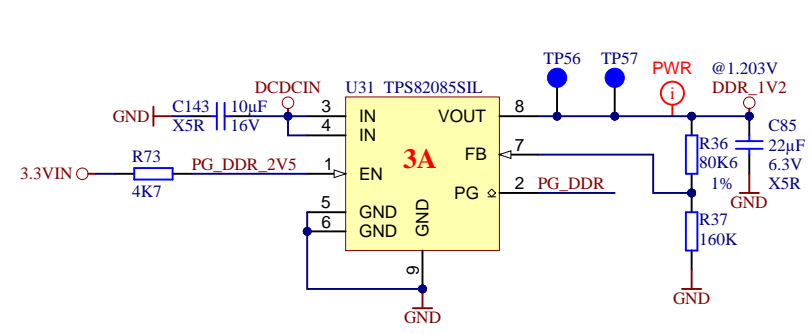 TP56
TP57
PWR
i
@1.203V
DDR_1V2
DCDCIN
U31 TPS82085SIL
GND
C143
10µF
X5R
16V
3
IN
4
IN
VOUT
8
3A
FB
7
PG
2
PG_DDR
R36
80K6
1%
C85
22µF
6.3V
X5R
GND
3.3VIN
R73
4K7
PG_DDR_2V5
1
EN
5
GND
6
GND
GND
9
GND
R37
160K
GND